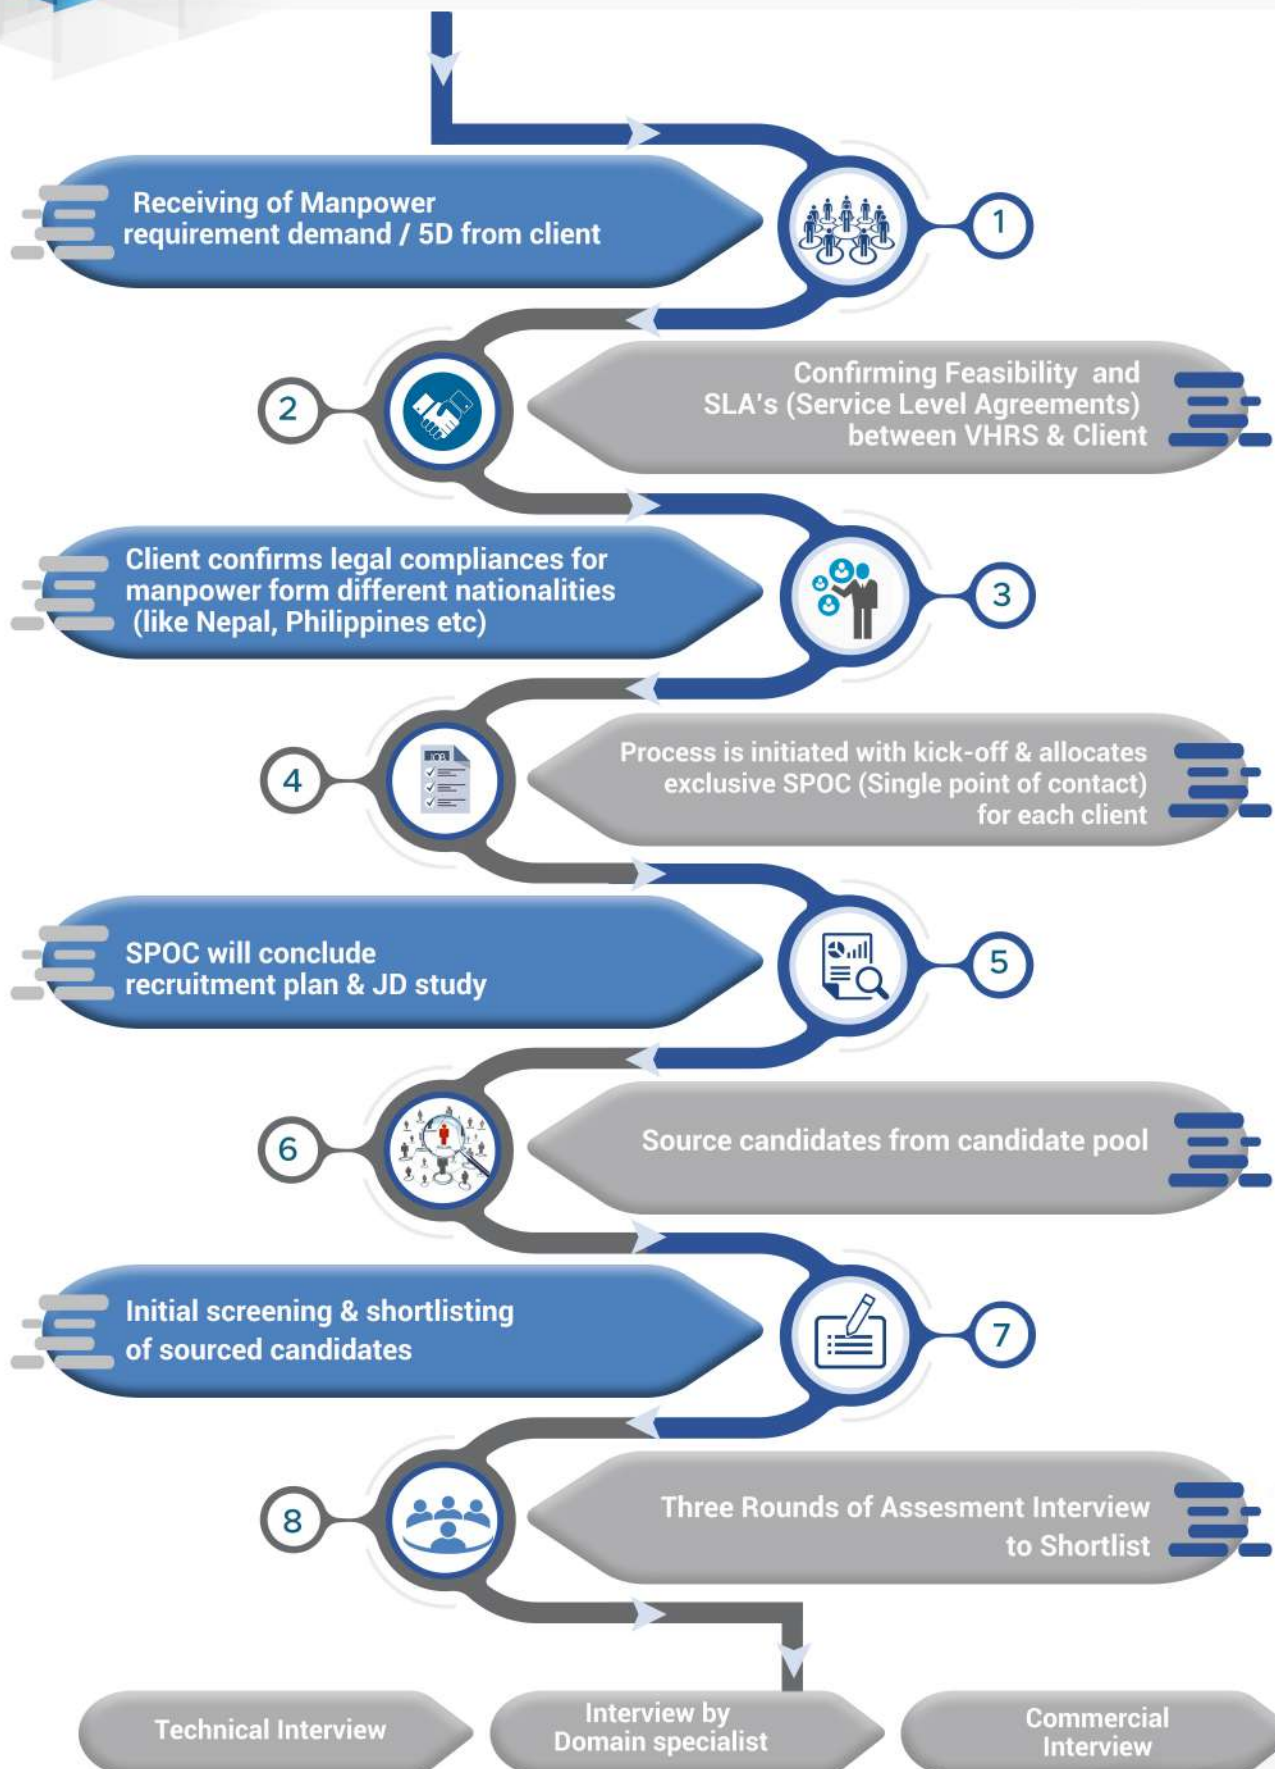 Receiving of Manpower
requirement demand / 5D from client
1
2
Confirming Feasibility and
SLA's (Service Level Agreements)
between VHRS & Client
Client confirms legal compliances for
manpower form different nationalities
(like Nepal, Philippines etc)
3
4
JOB
Process is initiated with kick-off & allocates
exclusive SPOC (Single point of contact)
for each client
SPOC will conclude
recruitment plan & JD study
5
6
Source candidates from candidate pool
Initial screening & shortlisting
of sourced candidates
7
8
Three Rounds of Assesment Interview
to Shortlist
Technical Interview
Interview by
Domain specialist
Commercial
Interview